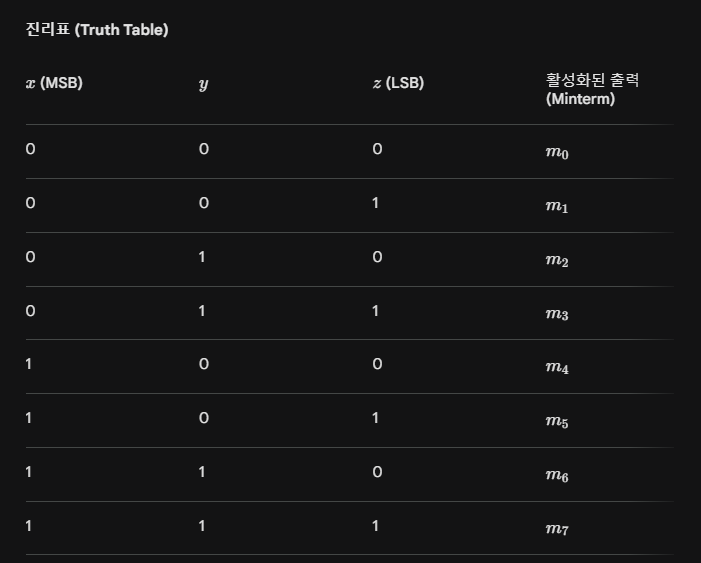 진리표 (Truth Table)
x (MSB) y z (LSB) 활성화된 출력
(Minterm)
0 0 0 m₀
0 0 1 m₁
0 1 0 m₂
0 1 1 m₃
1 0 0 m₄
1 0 1 m₅
1 1 0 m₆
1 1 1 m₇